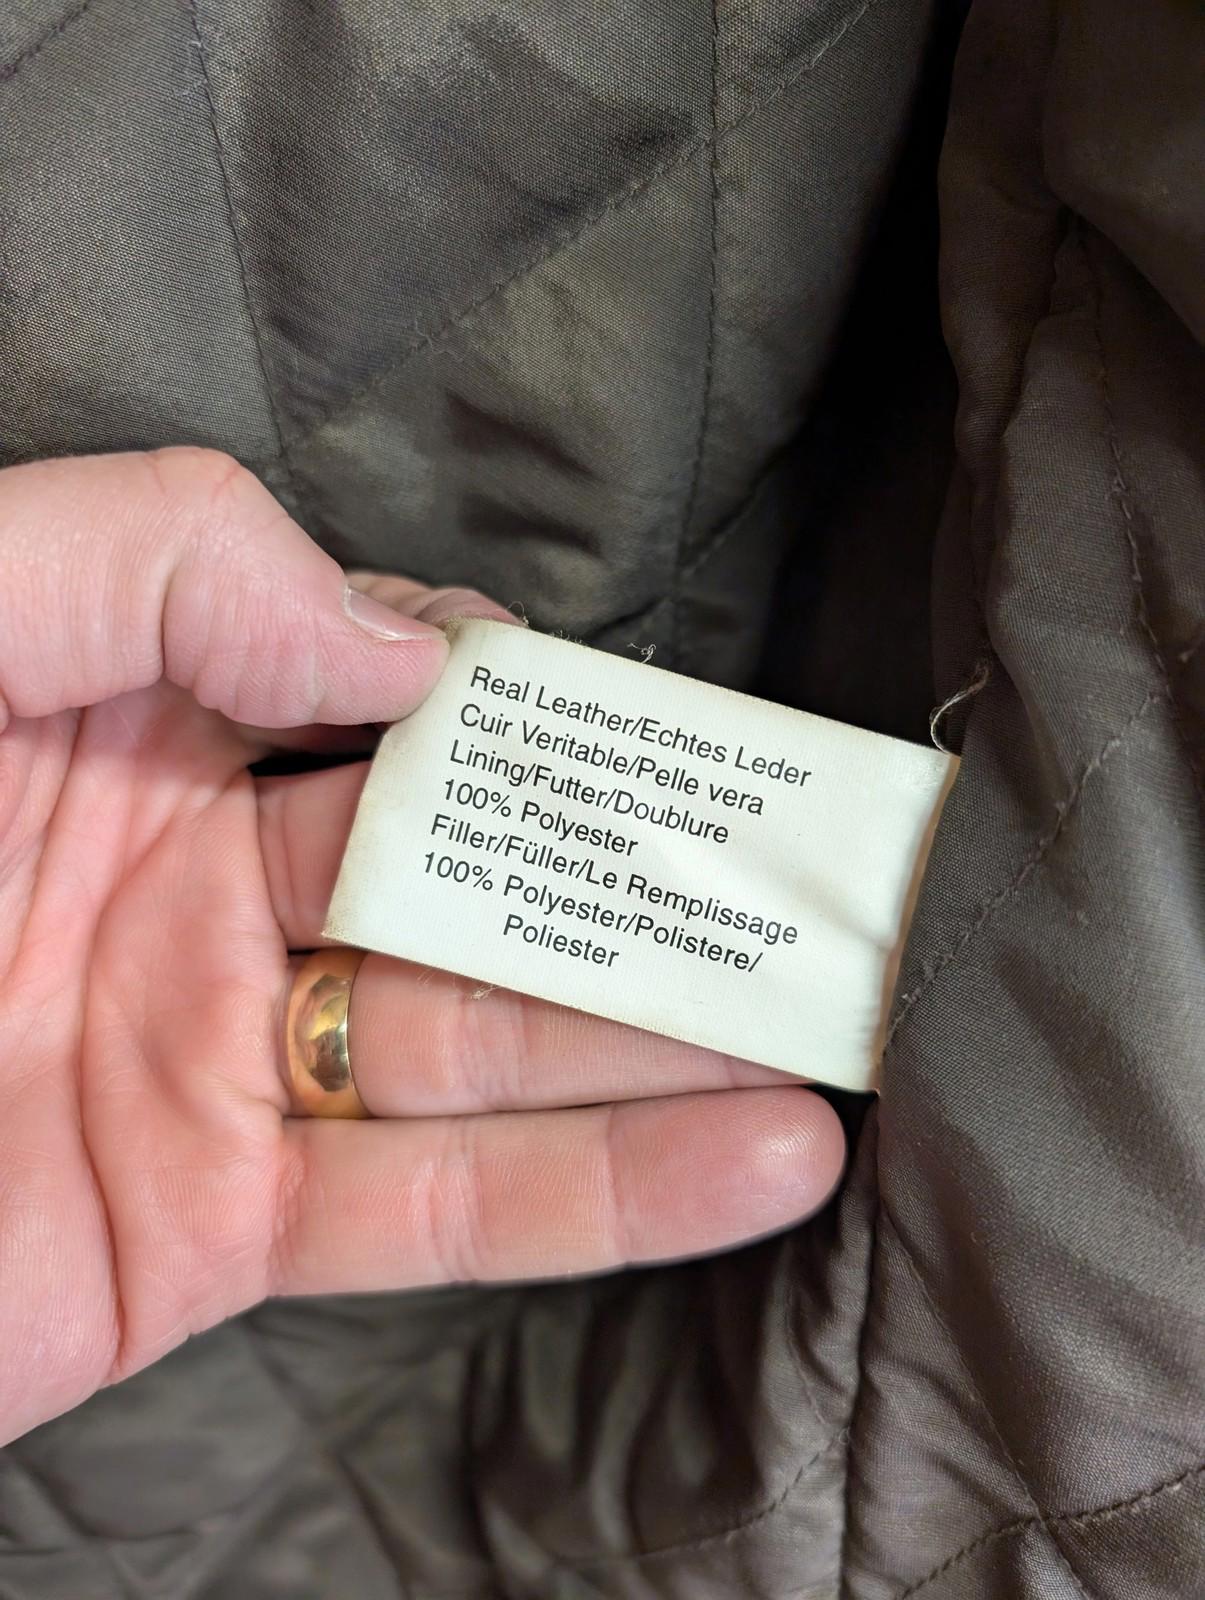 Real Leather/Echtes Leder
Cuir Veritable/Pelle vera
Lining/Futter/Doublure
100% Polyester
Filler/Füller/Le Remplissage
100% Polyester/Polistere/
Poliester